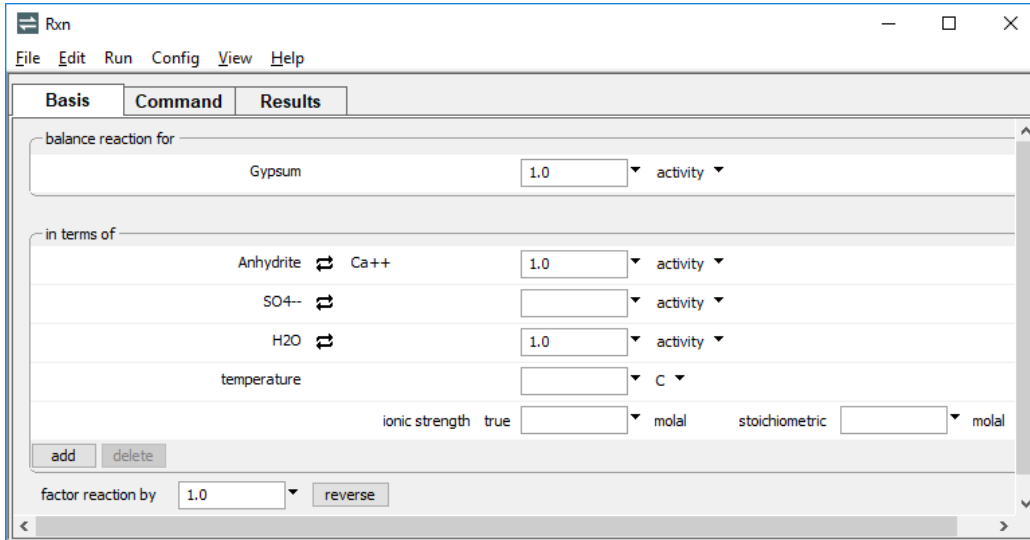 Rxn
File Edit Run Config View Help
Basis Command Results
balance reaction for
Gypsum 1.0 activity
in terms of
Anhydrite Ca++ 1.0 activity
SO4-- activity
H2O 1.0 activity
temperature C
ionic strength true molal stoichiometric molal
add delete
factor reaction by 1.0 reverse